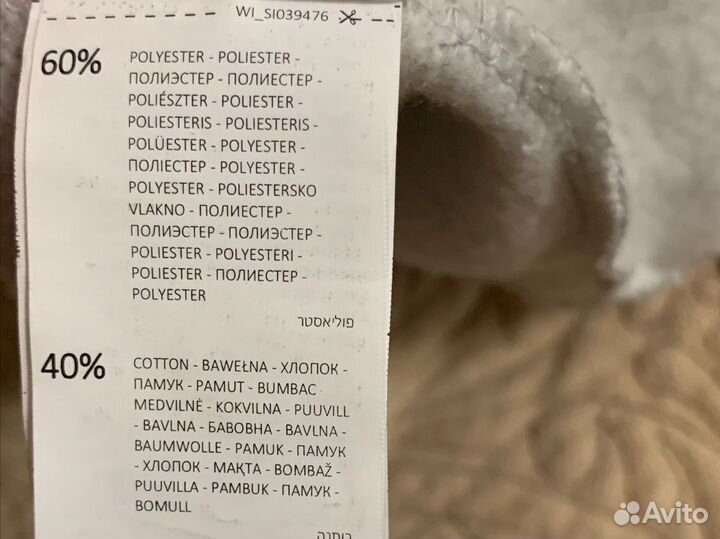 WI_SI039476
60%
POLYESTER - POLIESTER -
ПОЛИЭСТЕР - ПОЛИЕСТЕР -
POLIÉSZTER - POLIESTER -
POLIESTERIS - POLIESTERIS -
POLÜESTER - POLYESTER -
ПОЛІЕСТЕР - POLYESTER -
POLYESTER - POLIESTERSKO
VLAKNO - ПОЛИЕСТЕР -
ПОЛИЭСТЕР - ПОЛИЭСТЕР -
POLIESTER - POLYESTERI -
POLIESTER - ПОЛИЕСТЕР -
POLYESTER
פוליאסטר
40%
COTTON - BAWEŁNA - ХЛОПОК -
ПАМУК - PAMUT - BUMBAC
MEDVILNĖ - KOKVILNA - PUUVILL
- BAVLNA - БАВОВНА - BAVLNA -
BAUMWOLLE - PAMUK - ПАМУК
- ХЛОПОК - МАҚТА - BOMBAŽ -
PUUVILLA - PAMBUK - ПАМУК -
BOMULL
כותנה
Avito